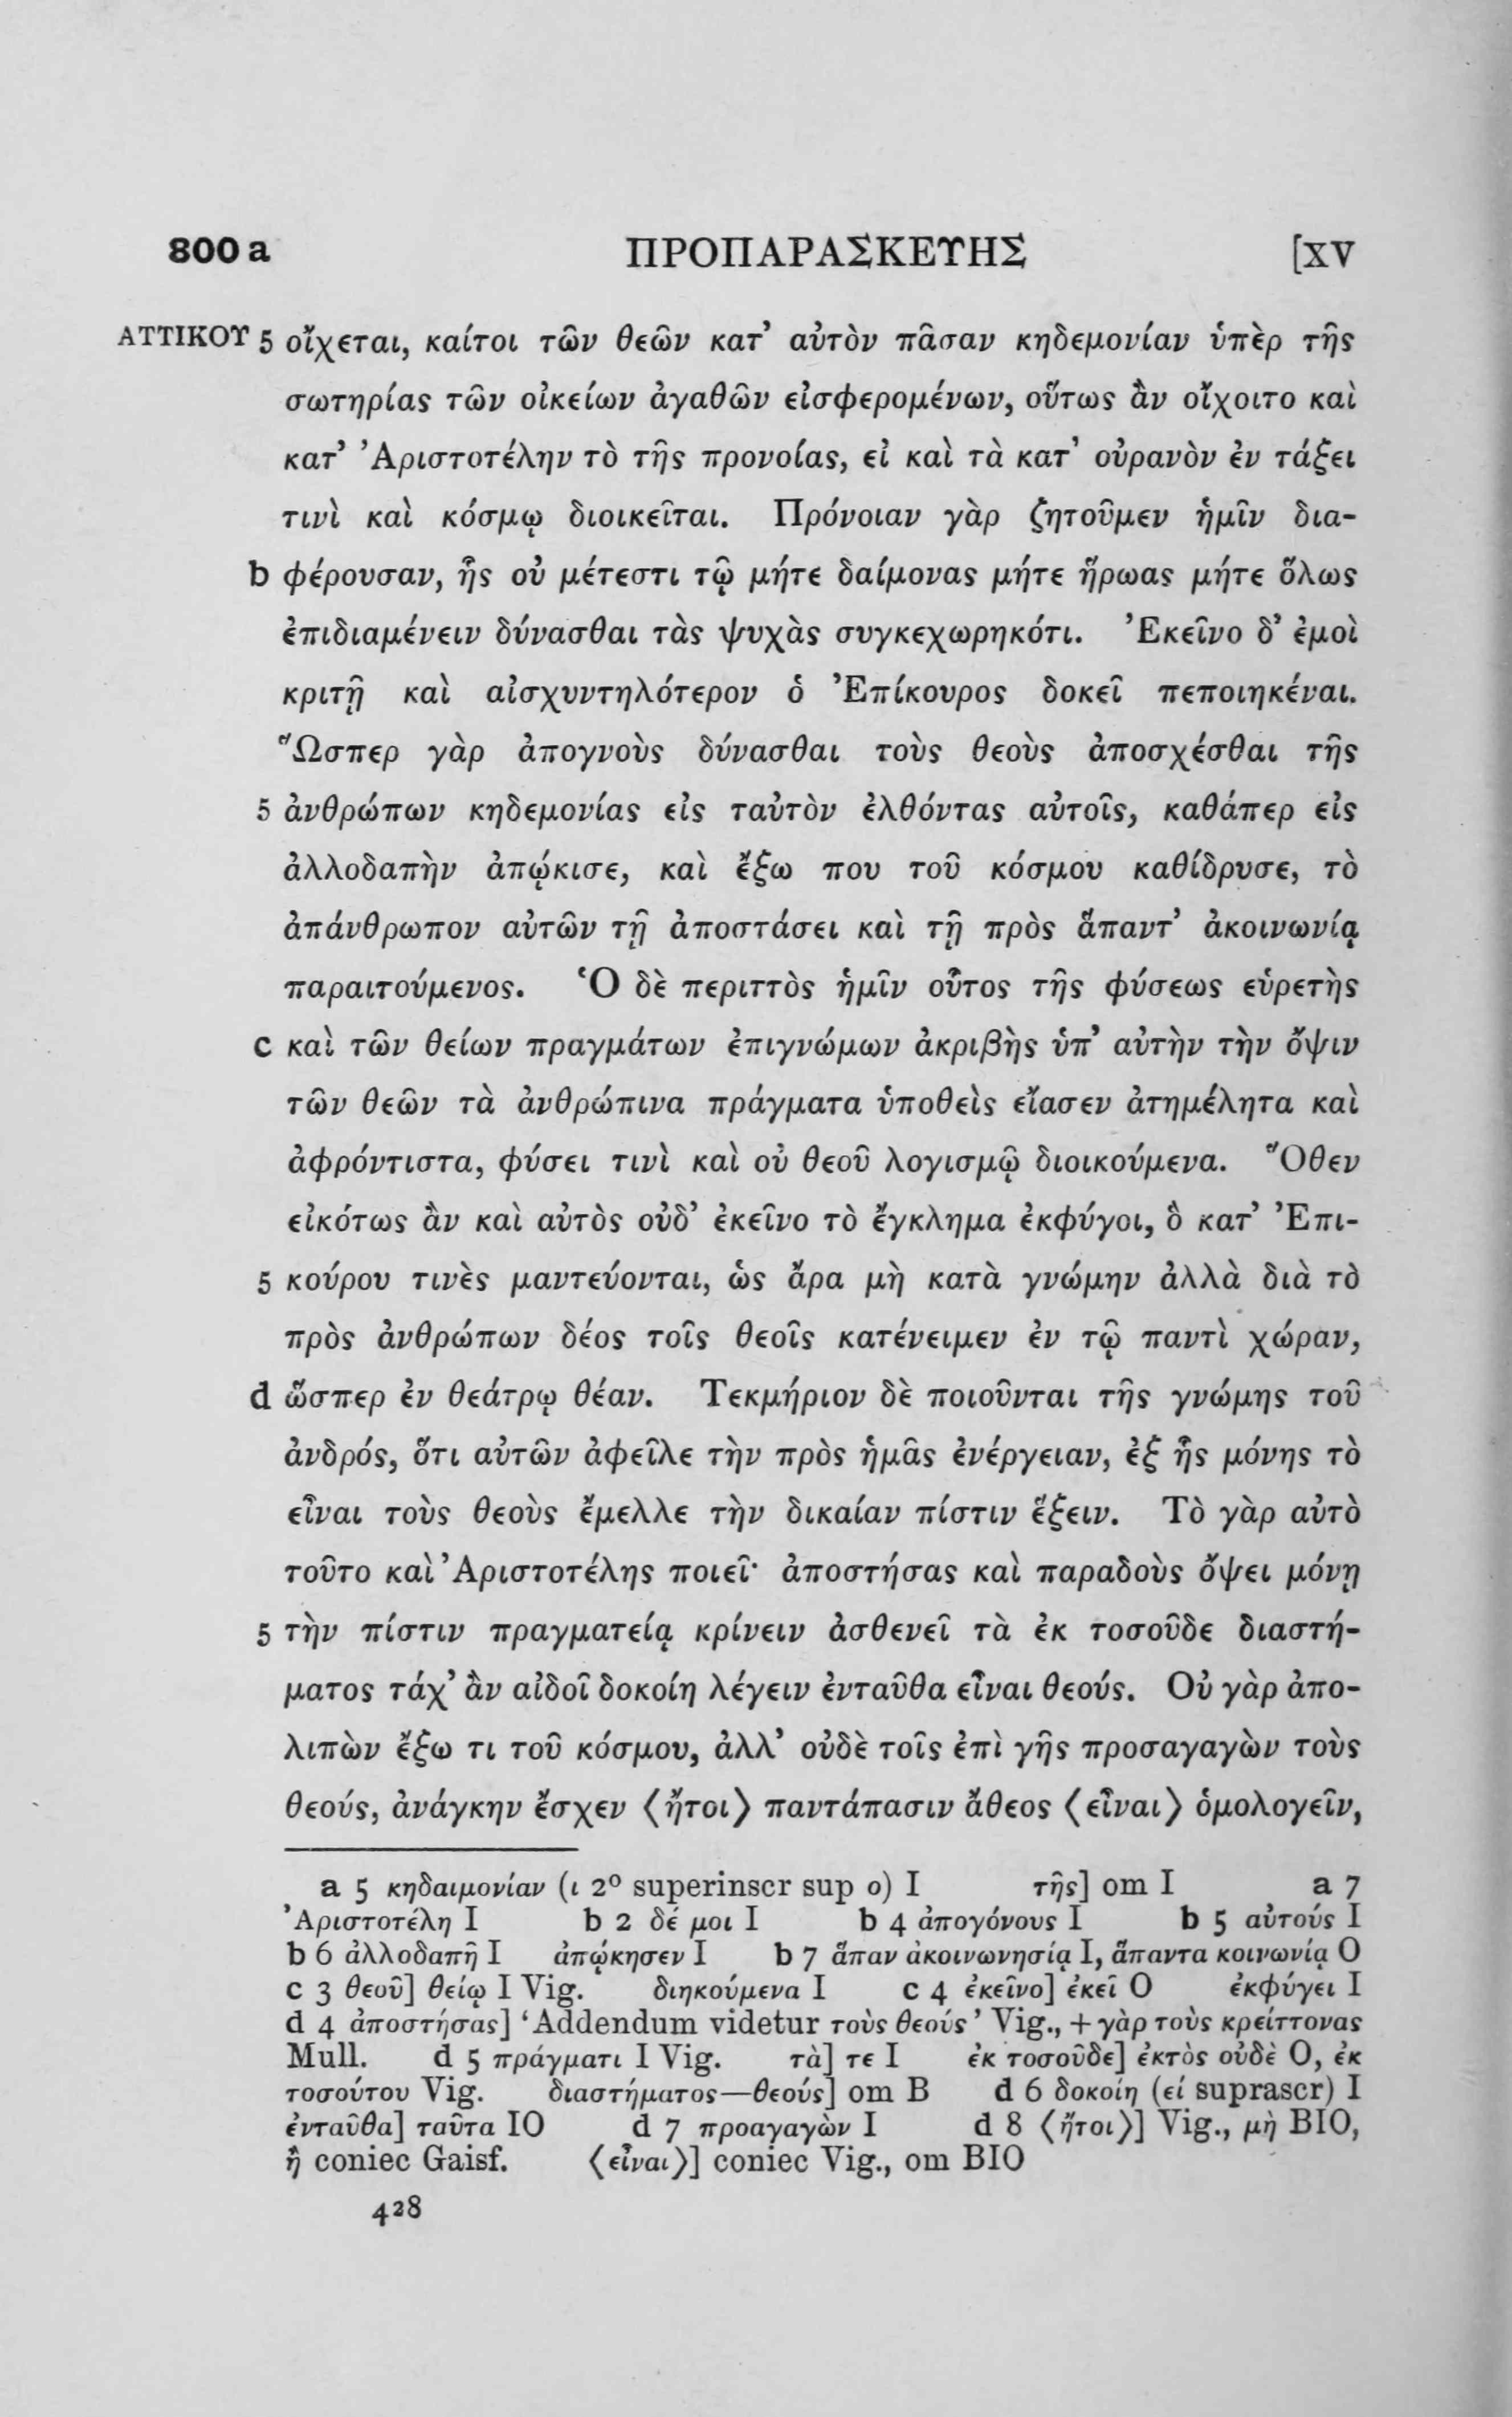 800 a ΠΡΟΠΑΡΑΣΚΕΥΗΣ [XV
ΑΤΤΙΚΟΥ 5 οἴχεται, καίτοι τῶν θεῶν κατ’ αὐτὸν πᾶσαν κηδεμονίαν ὑπὲρ τῆς
σωτηρίας τῶν οἰκείων ἀγαθῶν εἰσφερομένων, οὕτως ἂν οἴχοιτο καὶ
κατ’ Ἀριστοτέλην τὸ τῆς προνοίας, εἰ καὶ τὰ κατ’ οὐρανὸν ἐν τάξει
τινὶ καὶ κόσμῳ διοικεῖται. Πρόνοιαν γὰρ ζητοῦμεν ἡμῖν δια-
b φέρουσαν, ἧς οὐ μέτεστι τῷ μήτε δαίμονας μήτε ἥρωας μήτε ὅλως
ἐπιδιαμένειν δύνασθαι τὰς ψυχὰς συγκεχωρηκότι. Ἐκεῖνο δ’ ἐμοὶ
κριτῇ καὶ αἰσχυντηλότερον ὁ Ἐπίκουρος δοκεῖ πεποιηκέναι.
Ὥσπερ γὰρ ἀπογνοὺς δύνασθαι τοὺς θεοὺς ἀποσχέσθαι τῆς
5 ἀνθρώπων κηδεμονίας εἰς ταὐτὸν ἐλθόντας αὐτοῖς, καθάπερ εἰς
ἀλλοδαπὴν ἀπῴκισε, καὶ ἔξω που τοῦ κόσμου καθίδρυσε, τὸ
ἀπάνθρωπον αὐτῶν τῇ ἀποστάσει καὶ τῇ πρὸς ἅπαντ’ ἀκοινωνίᾳ
παραιτούμενος. Ὁ δὲ περιττὸς ἡμῖν οὗτος τῆς φύσεως εὑρετὴς
c καὶ τῶν θείων πραγμάτων ἐπιγνώμων ἀκριβὴς ὑπ’ αὐτὴν τὴν ὄψιν
τῶν θεῶν τὰ ἀνθρώπινα πράγματα ὑποθεὶς εἴασεν ἀτημέλητα καὶ
ἀφρόντιστα, φύσει τινὶ καὶ οὐ θεοῦ λογισμῷ διοικούμενα. Ὅθεν
εἰκότως ἂν καὶ αὐτὸς οὐδ’ ἐκεῖνο τὸ ἔγκλημα ἐκφύγοι, ὃ κατ’ Ἐπι-
5 κούρου τινὲς μαντεύονται, ὡς ἄρα μὴ κατὰ γνώμην ἀλλὰ διὰ τὸ
πρὸς ἀνθρώπων δέος τοῖς θεοῖς κατένειμεν ἐν τῷ παντὶ χώραν,
d ὥσπερ ἐν θεάτρῳ θέαν. Τεκμήριον δὲ ποιοῦνται τῆς γνώμης τοῦ
ἀνδρός, ὅτι αὐτῶν ἀφεῖλε τὴν πρὸς ἡμᾶς ἐνέργειαν, ἐξ ἧς μόνης τὸ
εἶναι τοὺς θεοὺς ἔμελλε τὴν δικαίαν πίστιν ἕξειν. Τὸ γὰρ αὐτὸ
τοῦτο καὶ Ἀριστοτέλης ποιεῖ· ἀποστήσας καὶ παραδοὺς ὄψει μόνῃ
5 τὴν πίστιν πραγματείᾳ κρίνειν ἀσθενεῖ τὰ ἐκ τοσοῦδε διαστή-
ματος τάχ’ ἂν αἰδοῖ δοκοίη λέγειν ἐνταῦθα εἶναι θεούς. Οὐ γὰρ ἀπο-
λιπὼν ἔξω τι τοῦ κόσμου, ἀλλ’ οὐδὲ τοῖς ἐπὶ γῆς προσαγαγὼν τοὺς
θεούς, ἀνάγκην ἔσχεν ⟨ἤτοι⟩ παντάπασιν ἄθεος ⟨εἶναι⟩ ὁμολογεῖν,
a 5 κηδαιμονίαν (ι 2º superinscr sup ο) I τῆς] om I a 7
Ἀριστοτέλη I b 2 δέ μοι I b 4 ἀπογόνους I b 5 αὐτούς I
b 6 ἀλλοδαπῇ I ἀπῴκησεν I b 7 ἅπαν ἀκοινωνησίᾳ I, ἅπαντα κοινωνίᾳ O
c 3 θεοῦ] θείῳ I Vig. διηκούμενα I c 4 ἐκεῖνο] ἐκεῖ O ἐκφύγει I
d 4 ἀποστήσας] ‘Addendum videtur τοὺς θεούς’ Vig., + γὰρ τοὺς κρείττονας
Mull. d 5 πράγματι I Vig. τὰ] τε I ἐκ τοσοῦδε] ἐκτὸς οὐδὲ O, ἐκ
τοσούτου Vig. διαστήματος—θεούς] om B d 6 δοκοίη (εί suprascr) I
ἐνταῦθα] ταῦτα IO d 7 προαγαγὼν I d 8 ⟨ἤτοι⟩] Vig., μὴ BIO,
ἢ coniec Gaisf. ⟨εἶναι⟩] coniec Vig., om BIO
428